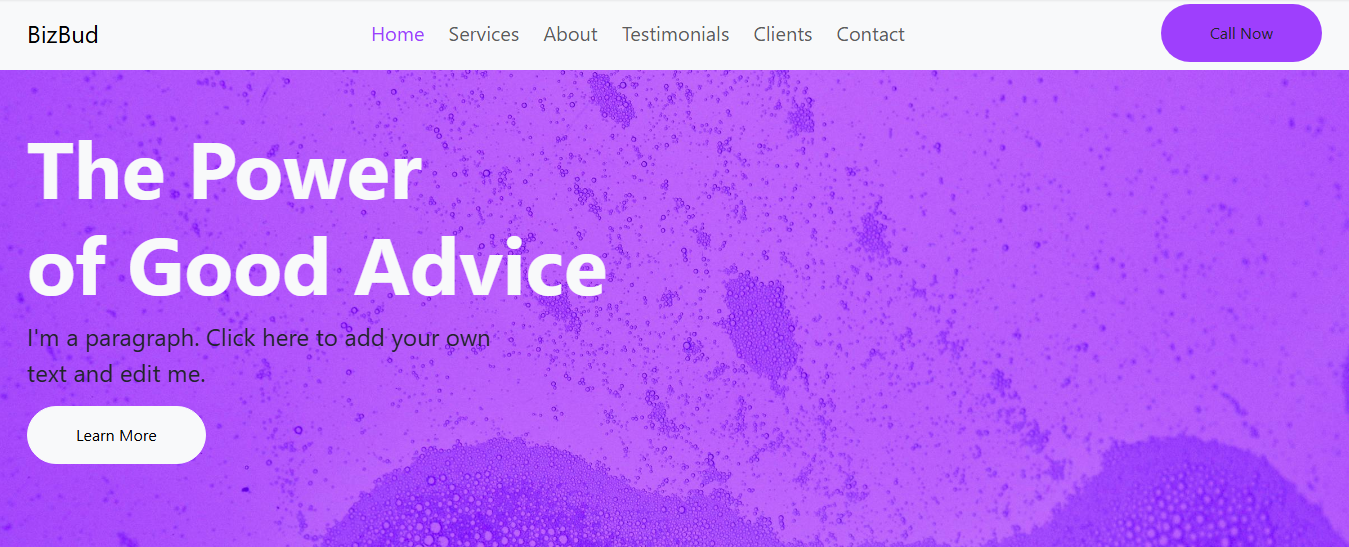 BizBud
Home Services About Testimonials Clients Contact
Call Now
The Power
of Good Advice
I'm a paragraph. Click here to add your own
text and edit me.
Learn More